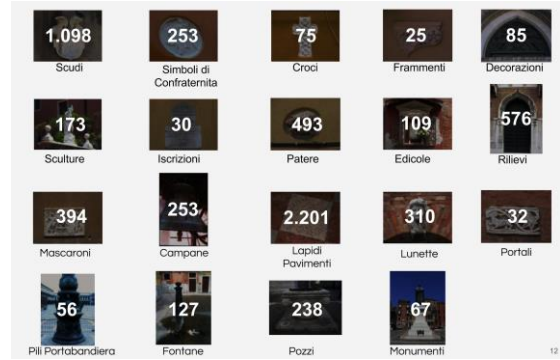 1.098
Scudi
253
Simboli di
Confraternita
75
Croci
25
Frammenti
85
Decorazioni
173
Sculture
30
Iscrizioni
493
Patere
109
Edicole
576
Rilievi
394
Mascaroni
253
Campane
2.201
Lapidi
Pavimenti
310
Lunette
32
Portali
56
Pili Portabandiera
127
Fontane
238
Pozzi
67
Monumenti
12